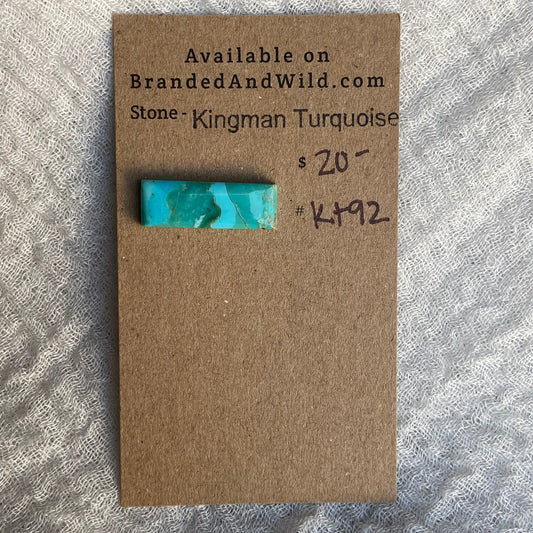 Available on
BrandedAndWild.com
Stone - Kingman Turquoise
$ 20-
# Kt92